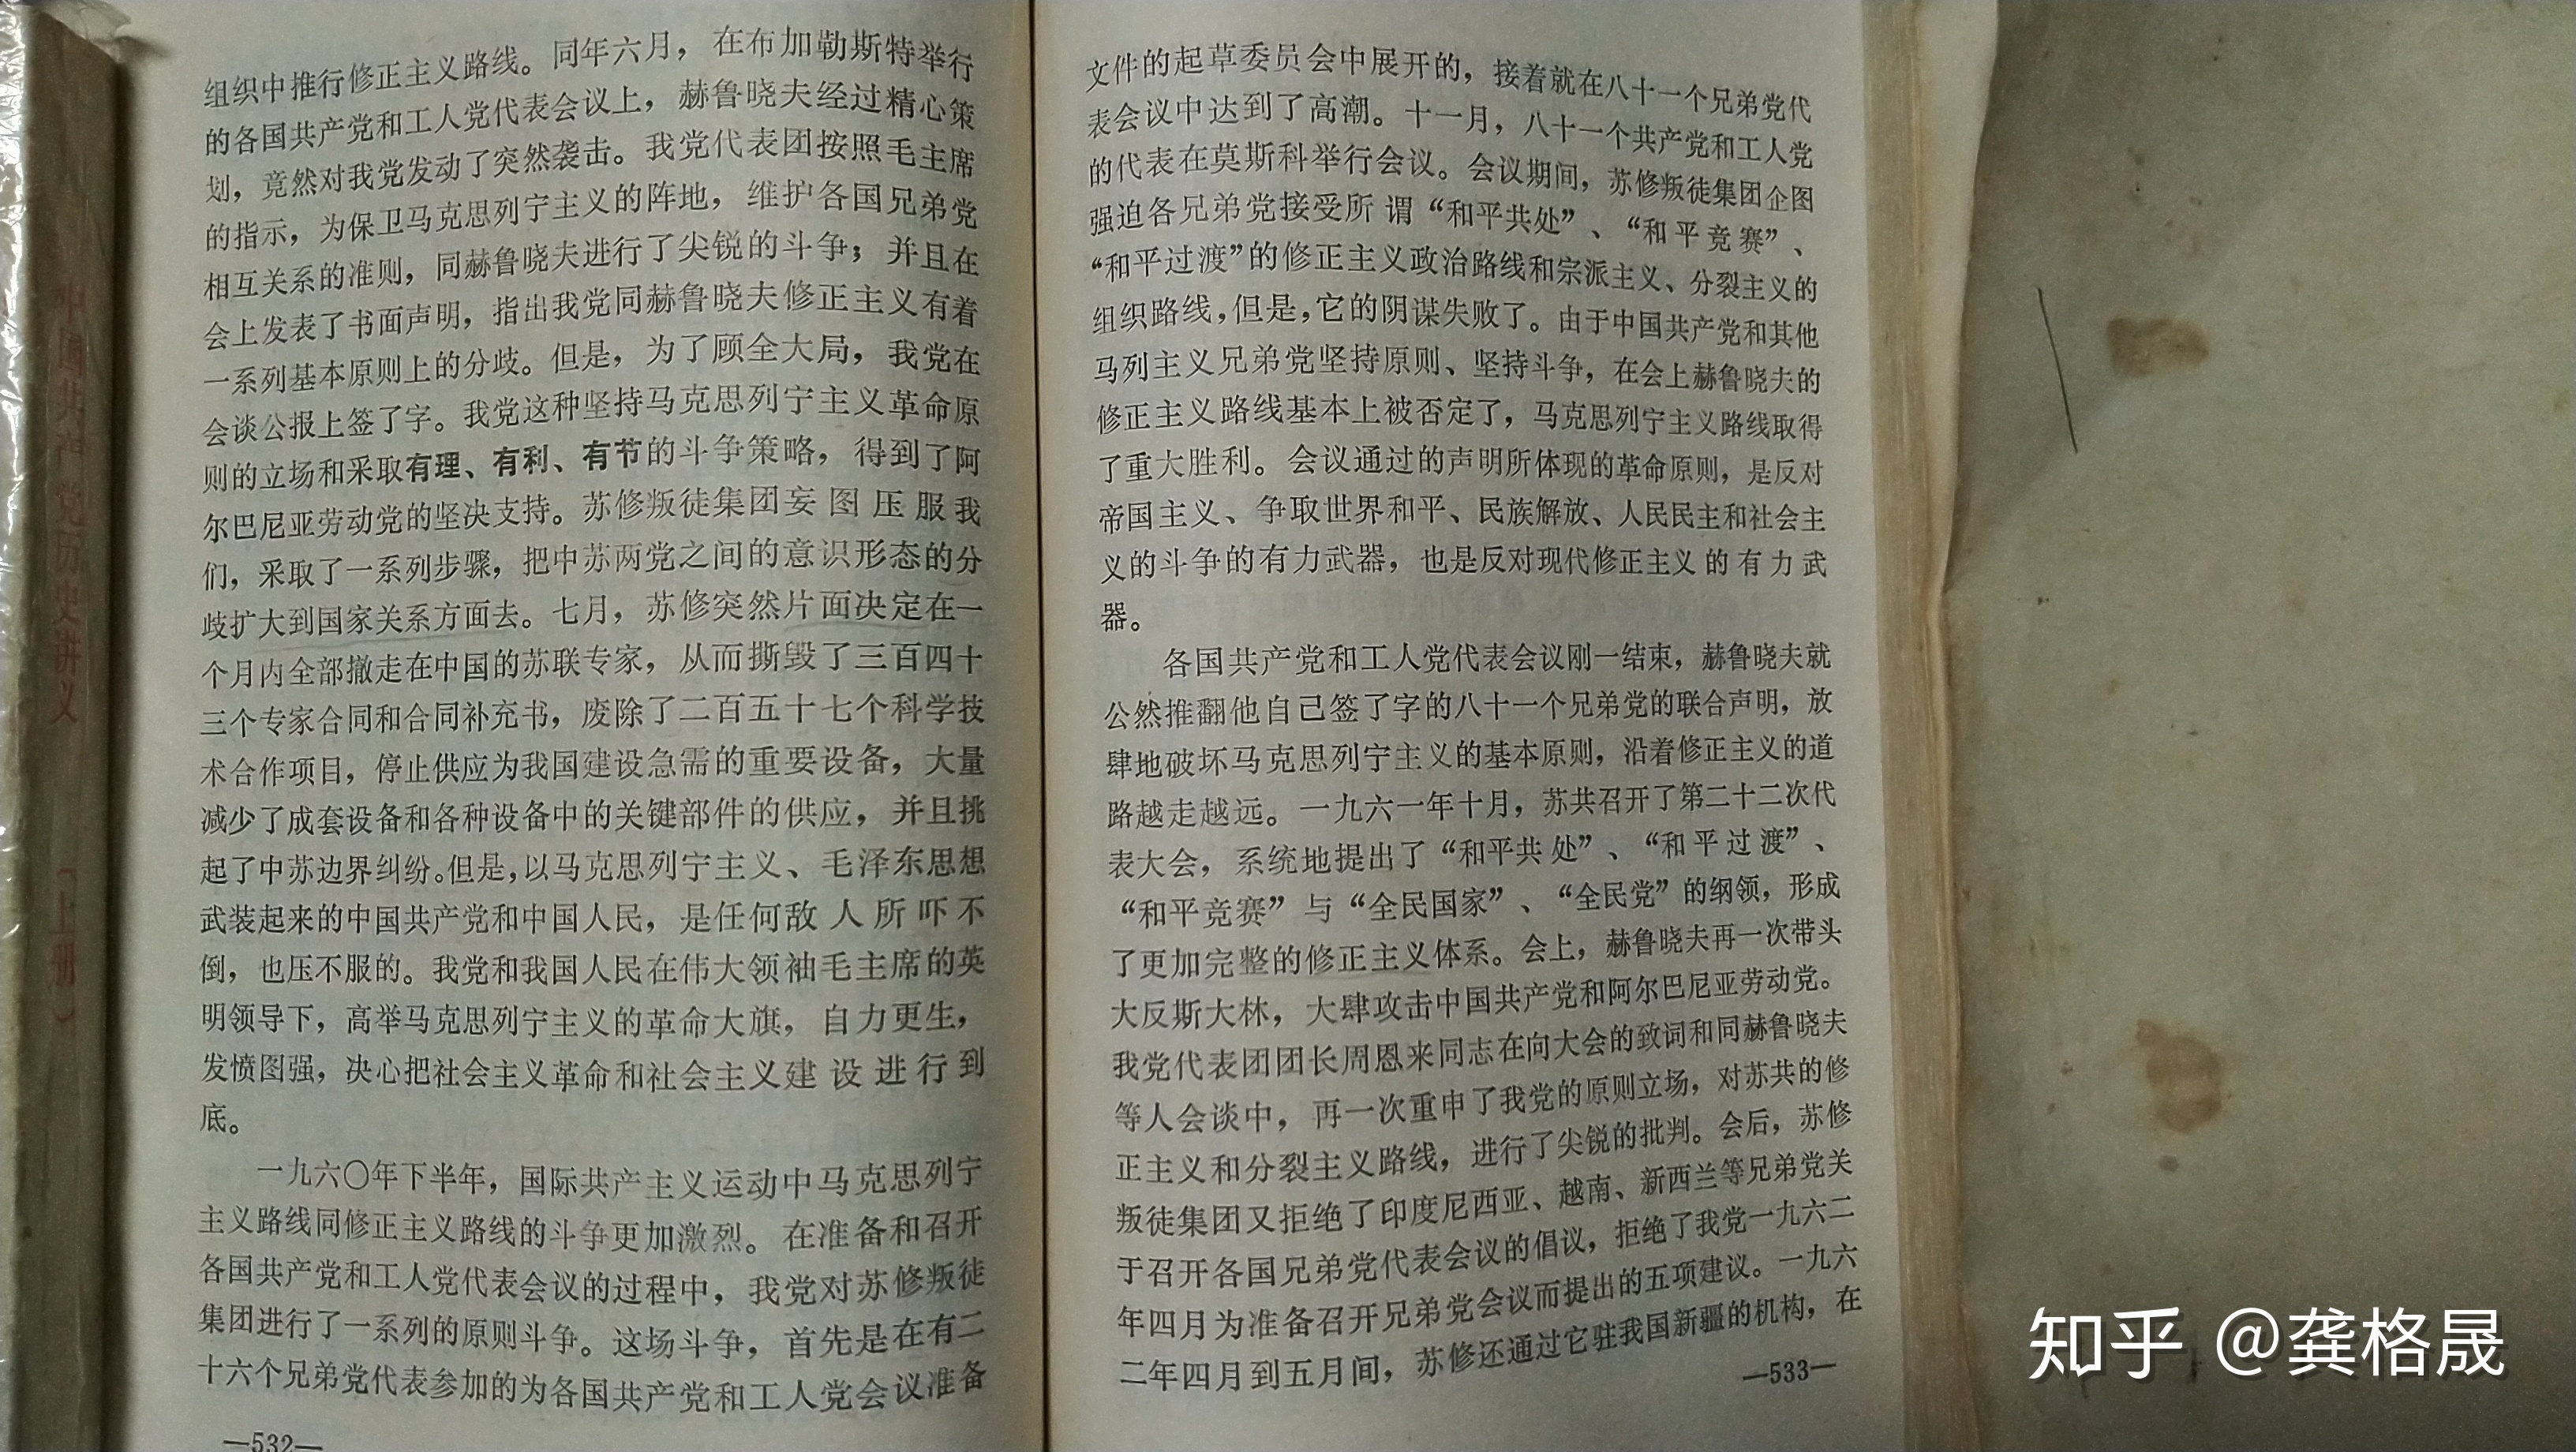 中国共产党历史讲义
（上册）
组织中推行修正主义路线。同年六月，在布加勒斯特举行
的各国共产党和工人党代表会议上，赫鲁晓夫经过精心策
划，竟然对我党发动了突然袭击。我党代表团按照毛主席
的指示，为保卫马克思列宁主义的阵地，维护各国兄弟党
相互关系的准则，同赫鲁晓夫进行了尖锐的斗争；并且在
会上发表了书面声明，指出我党同赫鲁晓夫修正主义有着
一系列基本原则上的分歧。但是，为了顾全大局，我党在
会谈公报上签了字。我党这种坚持马克思列宁主义革命原
则的立场和采取有理、有利、有节的斗争策略，得到了阿
尔巴尼亚劳动党的坚决支持。苏修叛徒集团妄图压服我
们，采取了一系列步骤，把中苏两党之间的意识形态的分
歧扩大到国家关系方面去。七月，苏修突然片面决定在一
个月内全部撤走在中国的苏联专家，从而撕毁了三百四十
三个专家合同和合同补充书，废除了二百五十七个科学技
术合作项目，停止供应为我国建设急需的重要设备，大量
减少了成套设备和各种设备中的关键部件的供应，并且挑
起了中苏边界纠纷。但是，以马克思列宁主义、毛泽东思想
武装起来的中国共产党和中国人民，是任何敌人所吓不
倒，也压不服的。我党和我国人民在伟大领袖毛主席的英
明领导下，高举马克思列宁主义的革命大旗，自力更生，
发愤图强，决心把社会主义革命和社会主义建设进行到
底。
一九六〇年下半年，国际共产主义运动中马克思列宁
主义路线同修正主义路线的斗争更加激烈。在准备和召开
各国共产党和工人党代表会议的过程中，我党对苏修叛徒
集团进行了一系列的原则斗争。这场斗争，首先是在有二
十六个兄弟党代表参加的为各国共产党和工人党会议准备
—532—
文件的起草委员会中展开的，接着就在八十一个兄弟党代
表会议中达到了高潮。十一月，八十一个共产党和工人党
的代表在莫斯科举行会议。会议期间，苏修叛徒集团企图
强迫各兄弟党接受所谓“和平共处”、“和平竞赛”、
“和平过渡”的修正主义政治路线和宗派主义、分裂主义的
组织路线，但是，它的阴谋失败了。由于中国共产党和其他
马列主义兄弟党坚持原则、坚持斗争，在会上赫鲁晓夫的
修正主义路线基本上被否定了，马克思列宁主义路线取得
了重大胜利。会议通过的声明所体现的革命原则，是反对
帝国主义、争取世界和平、民族解放、人民民主和社会主
义的斗争的有力武器，也是反对现代修正主义的有力武
器。
各国共产党和工人党代表会议刚一结束，赫鲁晓夫就
公然推翻他自己签了字的八十一个兄弟党的联合声明，放
肆地破坏马克思列宁主义的基本原则，沿着修正主义的道
路越走越远。一九六一年十月，苏共召开了第二十二次代
表大会，系统地提出了“和平共处”、“和平过渡”、
“和平竞赛”与“全民国家”、“全民党”的纲领，形成
了更加完整的修正主义体系。会上，赫鲁晓夫再一次带头
大反斯大林，大肆攻击中国共产党和阿尔巴尼亚劳动党。
我党代表团团长周恩来同志在向大会的致词和同赫鲁晓夫
等人会谈中，再一次重申了我党的原则立场，对苏共的修
正主义和分裂主义路线，进行了尖锐的批判。会后，苏修
叛徒集团又拒绝了印度尼西亚、越南、新西兰等兄弟党关
于召开各国兄弟党代表会议的倡议，拒绝了我党一九六二
年四月为准备召开兄弟党会议而提出的五项建议。一九六
二年四月到五月间，苏修还通过它驻我国新疆的机构，在
—533—
知乎 @龚格晟